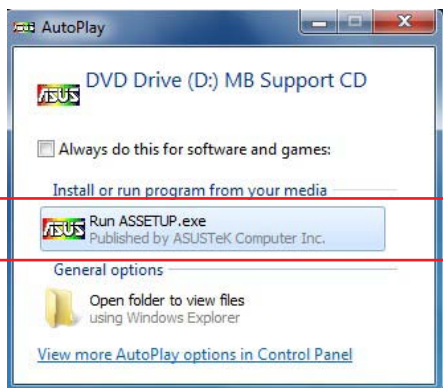 AutoPlay
DVD Drive (D:) MB Support CD
Always do this for software and games:
Install or run program from your media
Run ASSETUP.exe
Published by ASUSTeK Computer Inc.
General options
Open folder to view files
using Windows Explorer
View more AutoPlay options in Control Panel